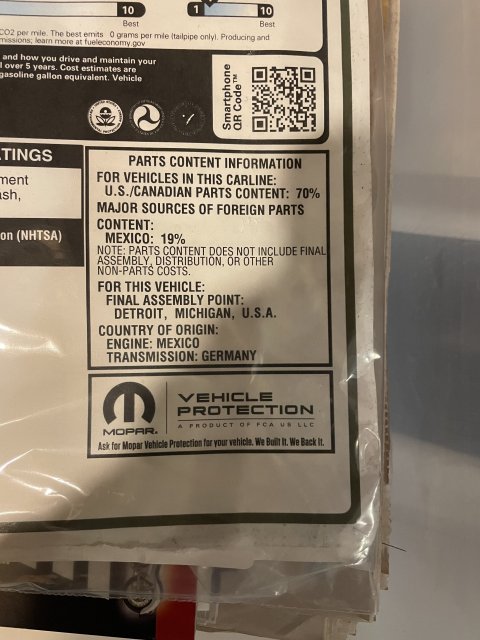 10
Best
1
10
Best
CO2 per mile. The best emits 0 grams per mile (tailpipe only). Producing and
missions; learn more at fueleconomy.gov
and how you drive and maintain your
l over 5 years. Cost estimates are
gasoline gallon equivalent. Vehicle
Smartphone
QR Code™
TINGS
ment
ash,
on (NHTSA)
PARTS CONTENT INFORMATION
FOR VEHICLES IN THIS CARLINE:
U.S./CANADIAN PARTS CONTENT: 70%
MAJOR SOURCES OF FOREIGN PARTS
CONTENT:
MEXICO: 19%
NOTE: PARTS CONTENT DOES NOT INCLUDE FINAL
ASSEMBLY, DISTRIBUTION, OR OTHER
NON-PARTS COSTS.
FOR THIS VEHICLE:
FINAL ASSEMBLY POINT:
DETROIT, MICHIGAN, U.S.A.
COUNTRY OF ORIGIN:
ENGINE: MEXICO
TRANSMISSION: GERMANY
MOPAR.
VEHICLE
PROTECTION
A PRODUCT OF FCA US LLC
Ask for Mopar Vehicle Protection for your vehicle. We Built It. We Back It.